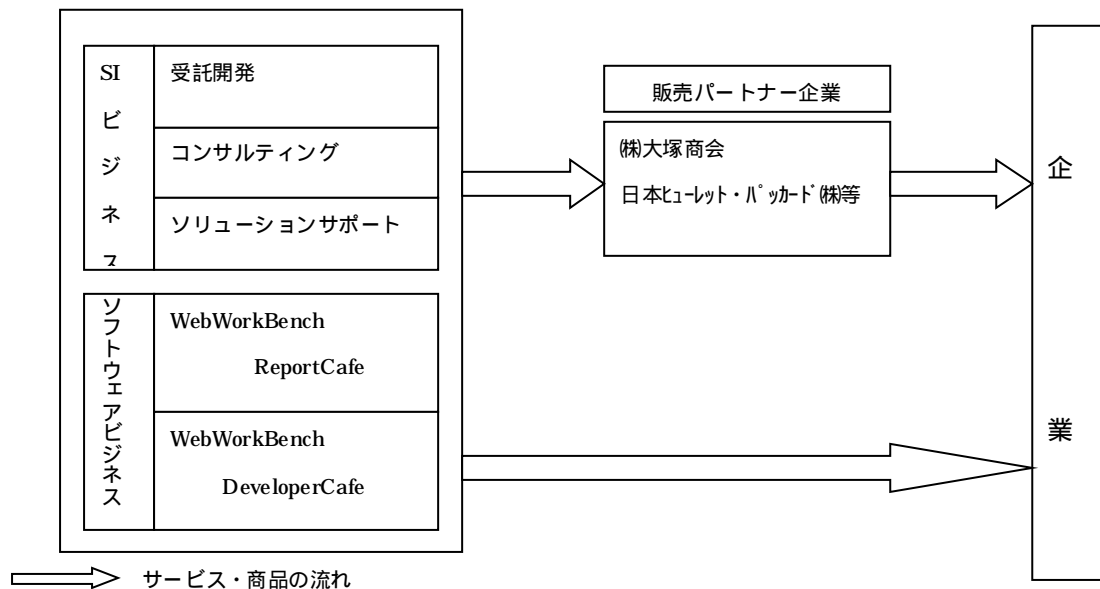 SIビジネス
受託開発
コンサルティング
ソリューションサポート
ソフトウェアビジネス
WebWorkBench
ReportCafe
WebWorkBench
DeveloperCafe
販売パートナー企業
㈱大塚商会
日本ﾋｭｰﾚｯﾄ・ﾊﾟｯｶｰﾄﾞ㈱等
企業
サービス・商品の流れ